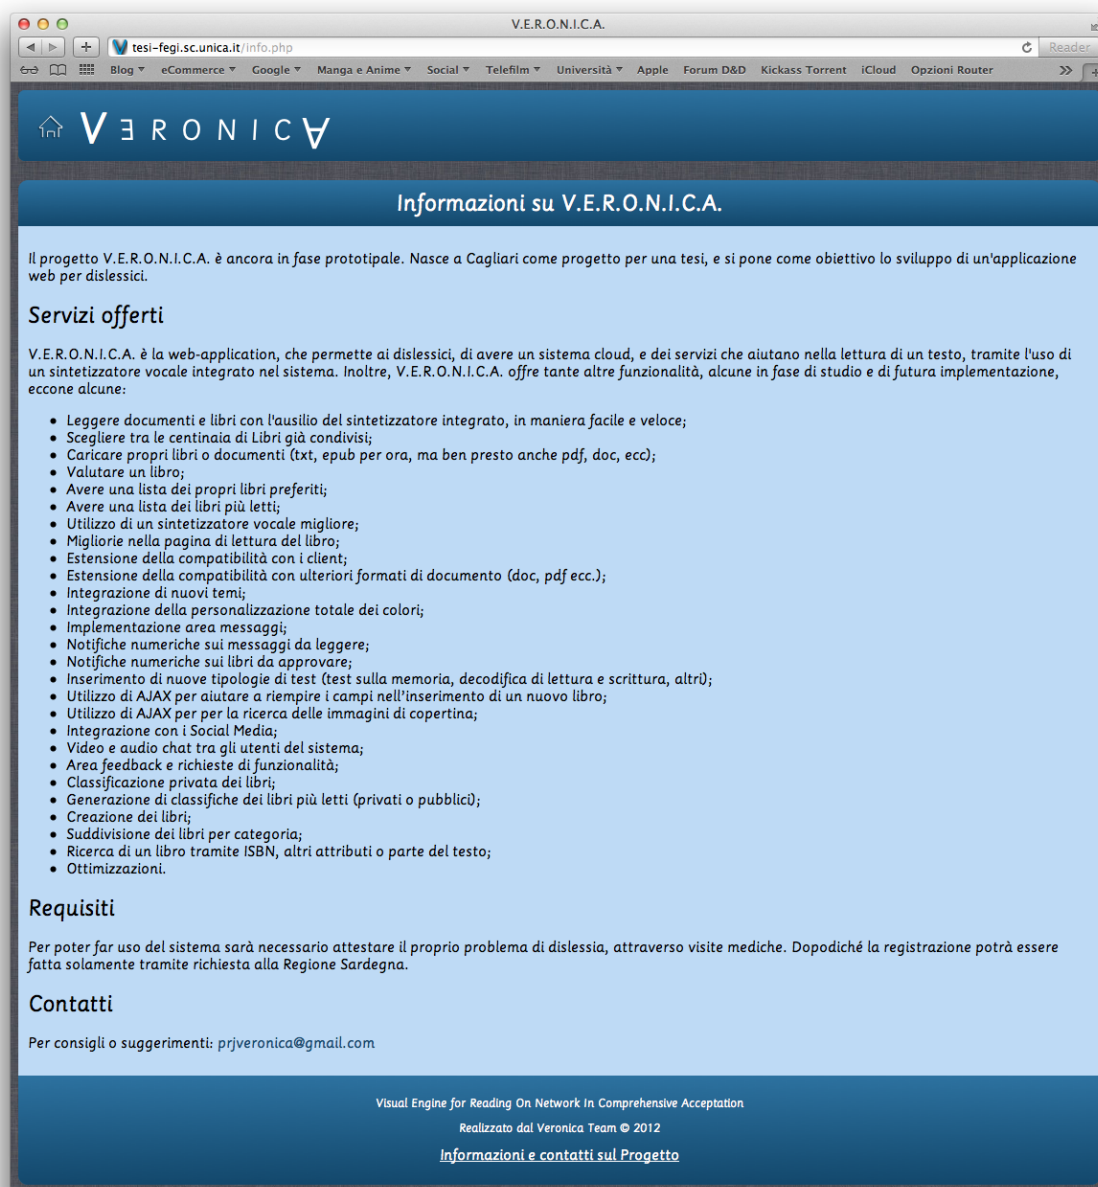 V.E.R.O.N.I.C.A.
tesi-fegi.sc.unica.it/info.php
Reader
Blog eCommerce Google Manga e Anime Social Telefilm Università Apple Forum D&D Kickass Torrent iCloud Opzioni Router
VƎRONIC∀
Informazioni su V.E.R.O.N.I.C.A.
Il progetto V.E.R.O.N.I.C.A. è ancora in fase prototipale. Nasce a Cagliari come progetto per una tesi, e si pone come obiettivo lo sviluppo di un'applicazione
web per dislessici.
Servizi offerti
V.E.R.O.N.I.C.A. è la web-application, che permette ai dislessici, di avere un sistema cloud, e dei servizi che aiutano nella lettura di un testo, tramite l'uso di
un sintetizzatore vocale integrato nel sistema. Inoltre, V.E.R.O.N.I.C.A. offre tante altre funzionalità, alcune in fase di studio e di futura implementazione,
eccone alcune:
• Leggere documenti e libri con l'ausilio del sintetizzatore integrato, in maniera facile e veloce;
• Scegliere tra le centinaia di Libri già condivisi;
• Caricare propri libri o documenti (txt, epub per ora, ma ben presto anche pdf, doc, ecc);
• Valutare un libro;
• Avere una lista dei propri libri preferiti;
• Avere una lista dei libri più letti;
• Utilizzo di un sintetizzatore vocale migliore;
• Migliorie nella pagina di lettura del libro;
• Estensione della compatibilità con i client;
• Estensione della compatibilità con ulteriori formati di documento (doc, pdf ecc.);
• Integrazione di nuovi temi;
• Integrazione della personalizzazione totale dei colori;
• Implementazione area messaggi;
• Notifiche numeriche sui messaggi da leggere;
• Notifiche numeriche sui libri da approvare;
• Inserimento di nuove tipologie di test (test sulla memoria, decodifica di lettura e scrittura, altri);
• Utilizzo di AJAX per aiutare a riempire i campi nell'inserimento di un nuovo libro;
• Utilizzo di AJAX per per la ricerca delle immagini di copertina;
• Integrazione con i Social Media;
• Video e audio chat tra gli utenti del sistema;
• Area feedback e richieste di funzionalità;
• Classificazione privata dei libri;
• Generazione di classifiche dei libri più letti (privati o pubblici);
• Creazione dei libri;
• Suddivisione dei libri per categoria;
• Ricerca di un libro tramite ISBN, altri attributi o parte del testo;
• Ottimizzazioni.
Requisiti
Per poter far uso del sistema sarà necessario attestare il proprio problema di dislessia, attraverso visite mediche. Dopodiché la registrazione potrà essere
fatta solamente tramite richiesta alla Regione Sardegna.
Contatti
Per consigli o suggerimenti: prjveronica@gmail.com
Visual Engine for Reading On Network In Comprehensive Acceptation
Realizzato dal Veronica Team © 2012
Informazioni e contatti sul Progetto